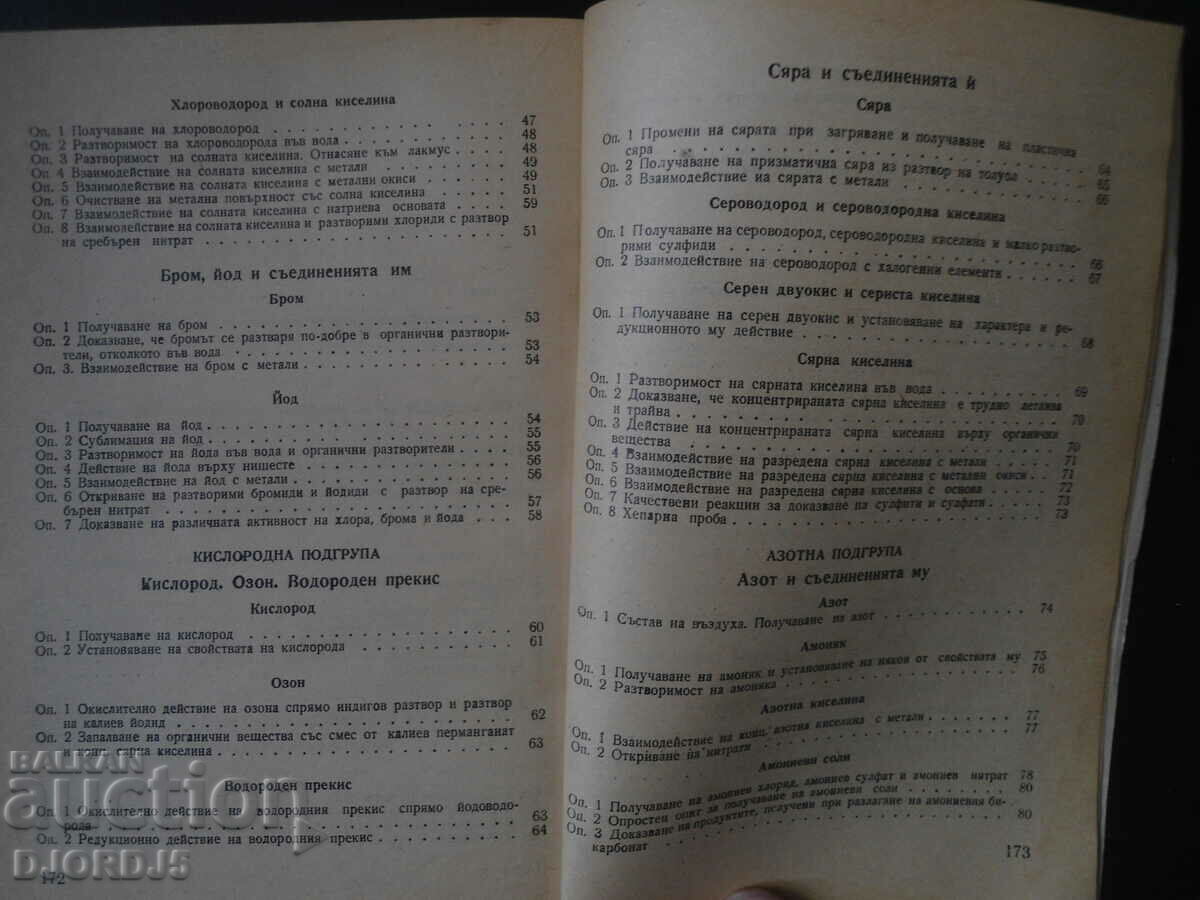 Хлороводород и солна киселина
Оп. 1 Получаване на хлороводород . . . 47
Оп. 2 Разтворимост на хлороводорода във вода . . . 48
Оп. 3 Разтворимост на солната киселина. Отнасяне към лакмус . . . 48
Оп. 4 Взаимодействие на солната киселина с метали . . . 49
Оп. 5 Взаимодействие на солната киселина с метални окиси . . . 49
Оп. 6 Очистване на метална повърхност със солна киселина . . . 51
Оп. 7 Взаимодействие на солната киселина с натриева основата . . . 59
Оп. 8 Взаимодействие на солната киселина и разтворими хлориди с разтвор
на сребърен нитрат . . . 51
Бром, йод и съединенията им
Бром
Оп. 1 Получаване на бром . . . 53
Оп. 2 Доказване, че бромът се разтваря по-добре в органични разтвори-
тели, отколкото във вода . . . 53
Оп. 3. Взаимодействие на бром с метали . . . 54
Йод
Оп. 1 Получаване на йод . . . 54
Оп. 2 Сублимация на йод . . . 55
Оп. 3 Разтворимост на йода във вода и органични разтворители . . . 55
Оп. 4 Действие на йода върху нишесте . . . 56
Оп. 5 Взаимодействие на йод с метали . . . 56
Оп. 6 Откриване на разтворими бромиди и йодиди с разтвор на сре-
бърен нитрат . . . 57
Оп. 7 Доказване на различната активност на хлора, брома и йода . . . 58
КИСЛОРОДНА ПОДГРУПА
Кислород. Озон. Водороден прекис
Кислород
Оп. 1 Получаване на кислород . . . 60
Оп. 2 Установяване на свойствата на кислорода . . . 61
Озон
Оп. 1 Окислително действие на озона спрямо индигов разтвор и разтвор
на калиев йодид . . . 62
Оп. 2 Запалване на органични вещества със смес от калиев перманганат
и конц. сярна киселина . . . 63
Водороден прекис
Оп. 1 Окислително действие на водородния прекис спрямо йодоводо-
рода . . . 63
Оп. 2 Редукционно действие на водородния прекис . . . 64
172
BALKAN
auction
DJORDJ5
Сяра и съединенията ѝ
Сяра
Оп. 1 Промени на сярата при загряване и получаване на пластична
сяра . . . 64
Оп. 2 Получаване на призматична сяра из разтвор на толуол . . . 65
Оп. 3 Взаимодействие иа сярата с метали . . . 66
Сероводород и сероводородна киселина
Оп. 1 Получаване на сероводород, сероводородна киселина и малко разтво-
рими сулфиди . . . 66
Оп. 2 Взаимодействие на сероводород с халогенни елементи . . . 67
Серен двуокис и сериста киселина
Оп. 1 Получаване на серен двуокис и установяване на характера и ре-
дукционното му действие . . . 68
Сярна киселина
Оп. 1 Разтворимост на сярната киселина във вода . . . 69
Оп. 2 Доказване, че концентрираната сярна киселина е трудно летлива
и трайва . . . 70
Оп. 3 Действие на концентрираната сярна киселина върху органични
вещества . . . 70
Оп. 4 Взаимодействие на разредена сярна киселина с метали . . . 71
Оп. 5 Взаимодействие на разредена сярна киселина с метални окиси . . 71
Оп. 6 Взаимодействие на разредена сярна киселина с основа . . . 72
Оп. 7 Качествени реакции за доказване на сулфити и сулфати . . . 73
Оп. 8 Хепарна проба . . . 73
АЗОТНА ПОДГРУПА
Азот и съединенията му
Азот
Оп. 1 Състав на въздуха. Получаване на азот . . . 74
Амоняк
Оп. 1 Получаване на амоняк и установяване на някои от свойствата му 75
Оп. 2 Разтворимост на амоняка . . . 76
Азотна киселина
Оп. 1 Взаимодействие на конц. азотна киселина с метали . . . 77
Оп. 2 Откриване на нитрати . . . 77
Амониеви соли
Оп. 1 Получаване на амониев хлорид, амониев сулфат и амониев нитрат 78
Оп. 2 Опростен опит за получаване на амониеви соли . . . 80
Оп. 3 Доказване на продуктите, получени при разлагане на амониевия би-
карбонат . . . 80
173